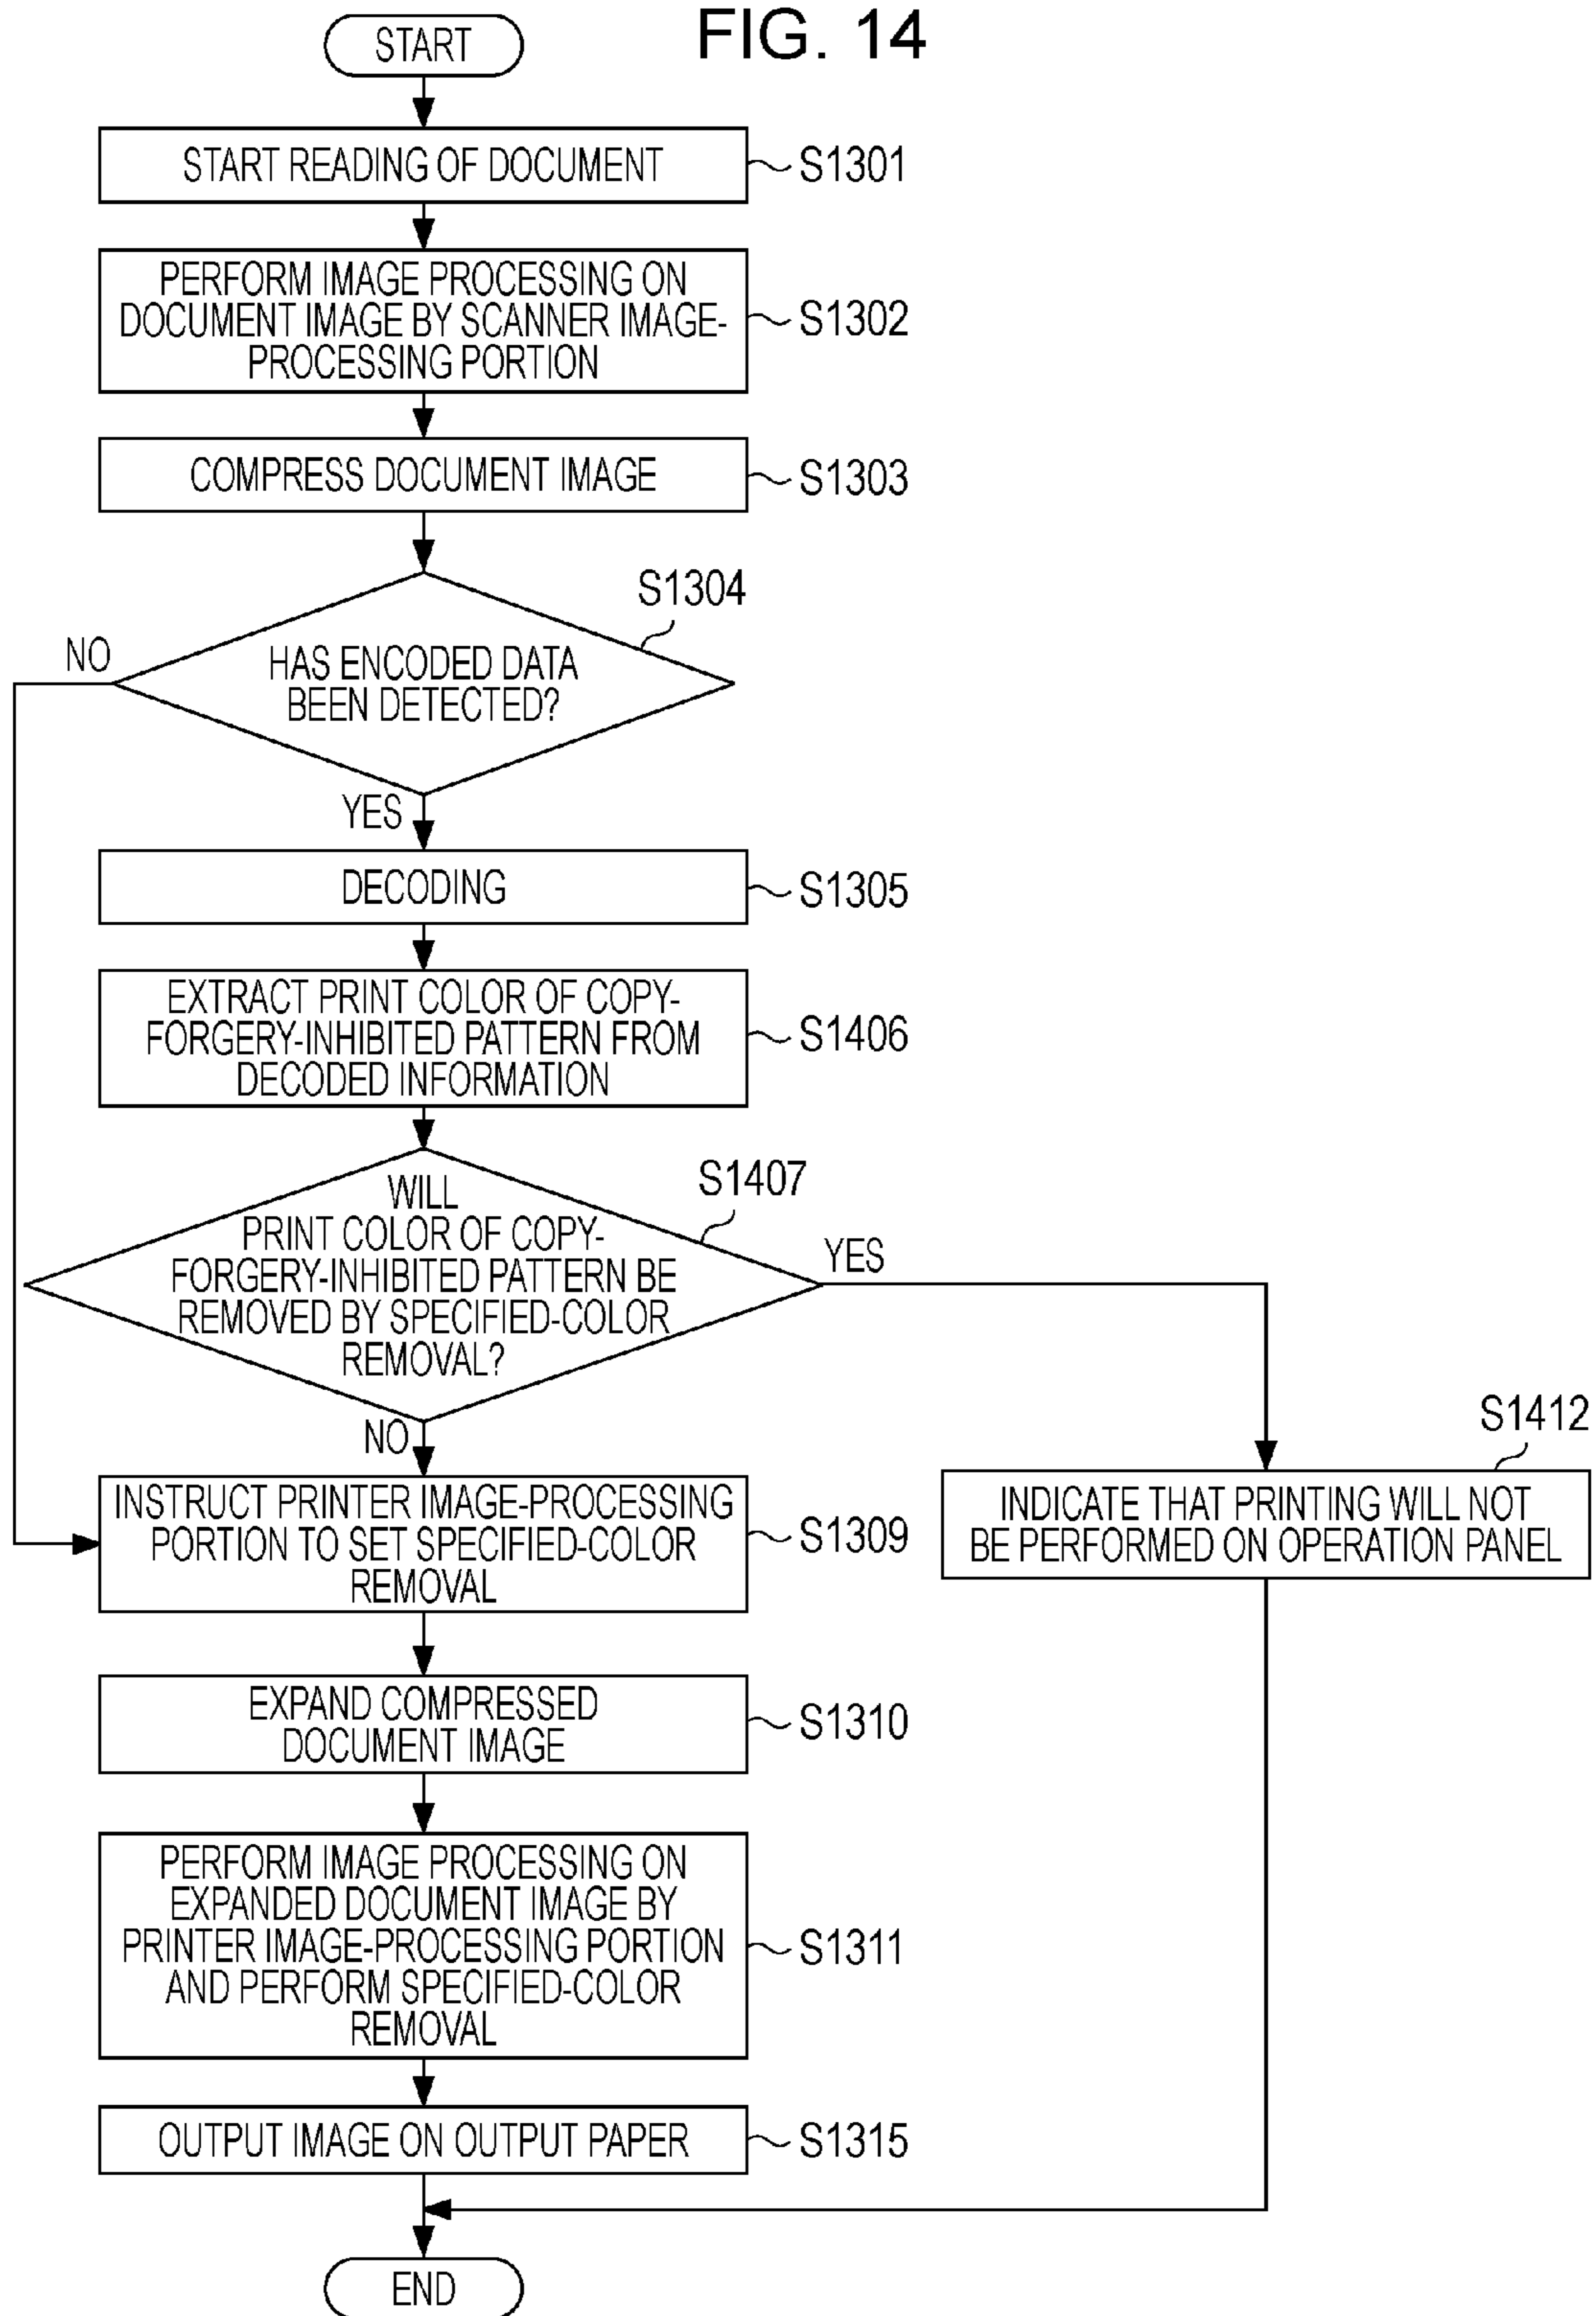 FIG. 14
START
START READING OF DOCUMENT
S1301
PERFORM IMAGE PROCESSING ON
DOCUMENT IMAGE BY SCANNER IMAGE-
PROCESSING PORTION
S1302
COMPRESS DOCUMENT IMAGE
S1303
S1304
NO
HAS ENCODED DATA
BEEN DETECTED?
YES
DECODING
S1305
EXTRACT PRINT COLOR OF COPY-
FORGERY-INHIBITED PATTERN FROM
DECODED INFORMATION
S1406
S1407
WILL
PRINT COLOR OF COPY-
FORGERY-INHIBITED PATTERN BE
REMOVED BY SPECIFIED-COLOR
REMOVAL?
YES
NO
S1412
INDICATE THAT PRINTING WILL NOT
BE PERFORMED ON OPERATION PANEL
INSTRUCT PRINTER IMAGE-PROCESSING
PORTION TO SET SPECIFIED-COLOR
REMOVAL
S1309
EXPAND COMPRESSED
DOCUMENT IMAGE
S1310
PERFORM IMAGE PROCESSING ON
EXPANDED DOCUMENT IMAGE BY
PRINTER IMAGE-PROCESSING PORTION
AND PERFORM SPECIFIED-COLOR
REMOVAL
S1311
OUTPUT IMAGE ON OUTPUT PAPER
S1315
END